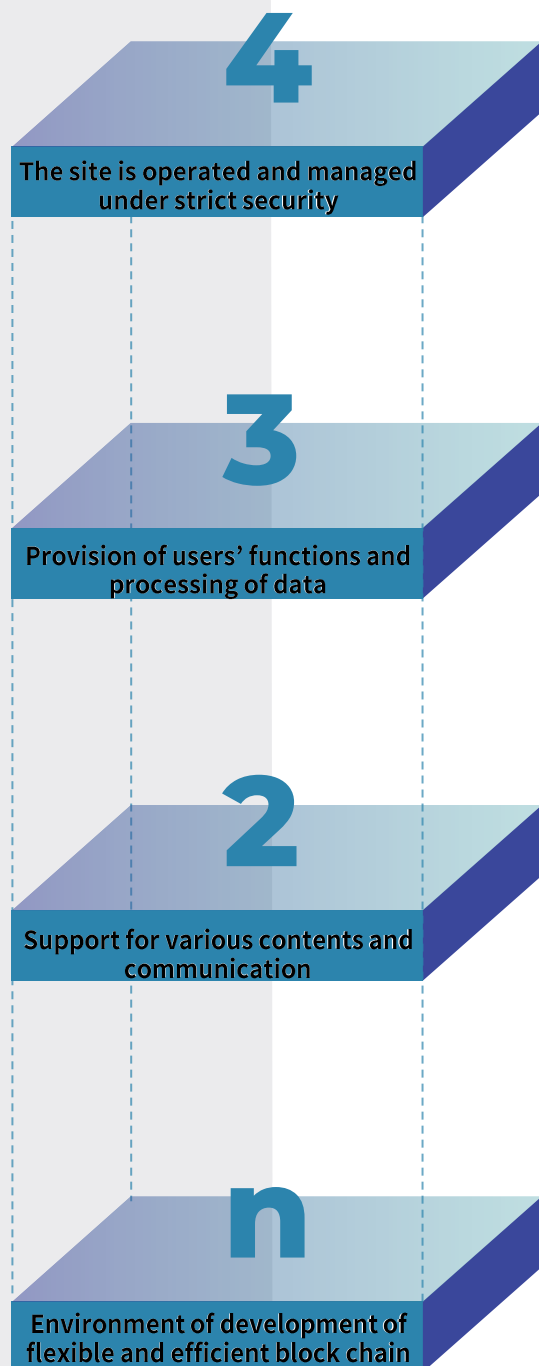 4
The site is operated and managed
under strict security
3
Provision of users’ functions and
processing of data
2
Support for various contents and
communication
n
Environment of development of
flexible and efficient block chain